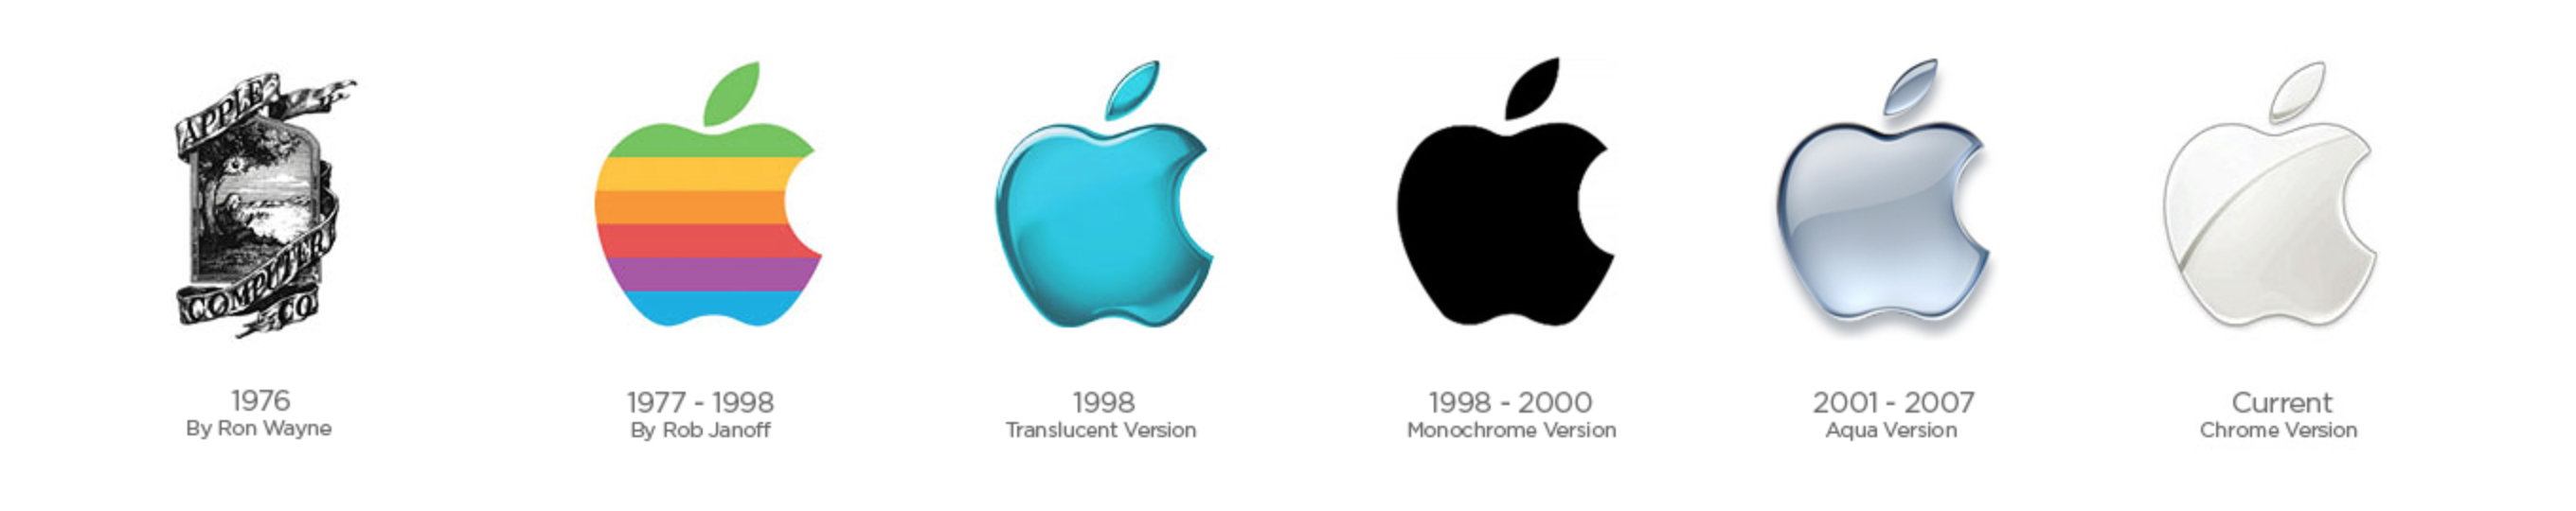 APPLE
COMPUTER
CO
1976
By Ron Wayne
1977 - 1998
By Rob Janoff
1998
Translucent Version
1998 - 2000
Monochrome Version
2001 - 2007
Aqua Version
Current
Chrome Version